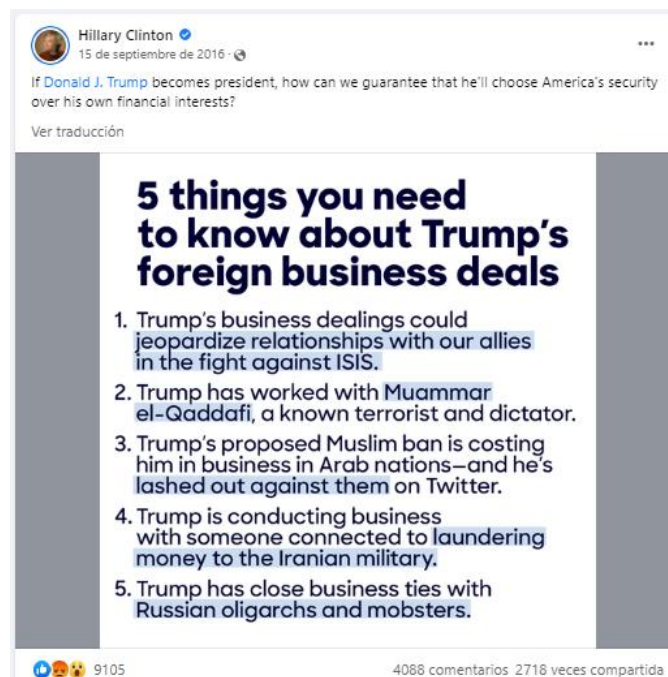 Hillary Clinton
15 de septiembre de 2016 ·
If Donald J. Trump becomes president, how can we guarantee that he'll choose America's security
over his own financial interests?
Ver traducción
5 things you need
to know about Trump's
foreign business deals
1. Trump's business dealings could
jeopardize relationships with our allies
in the fight against ISIS.
2. Trump has worked with Muammar
el-Qaddafi, a known terrorist and dictator.
3. Trump's proposed Muslim ban is costing
him in business in Arab nations—and he's
lashed out against them on Twitter.
4. Trump is conducting business
with someone connected to laundering
money to the Iranian military.
5. Trump has close business ties with
Russian oligarchs and mobsters.
9105 4088 comentarios 2718 veces compartida